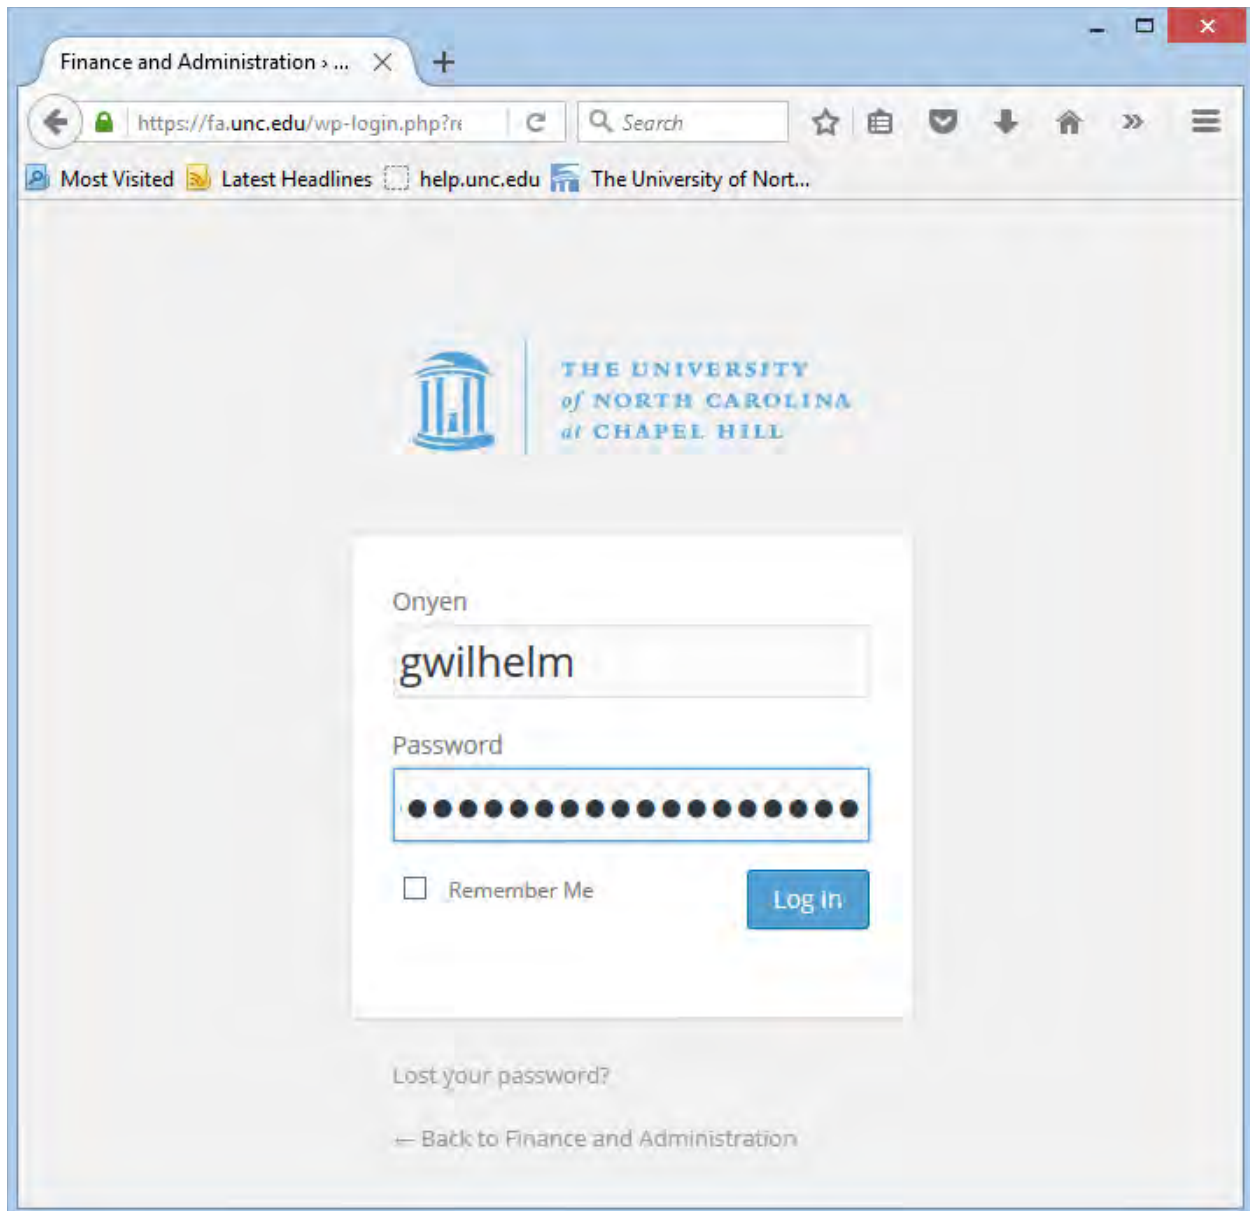 Finance and Administration › ...
https://fa.unc.edu/wp-login.php?re
Search
Most Visited Latest Headlines help.unc.edu The University of Nort...
THE UNIVERSITY
of NORTH CAROLINA
at CHAPEL HILL
Onyen
gwilhelm
Password
Remember Me
Log In
Lost your password?
← Back to Finance and Administration